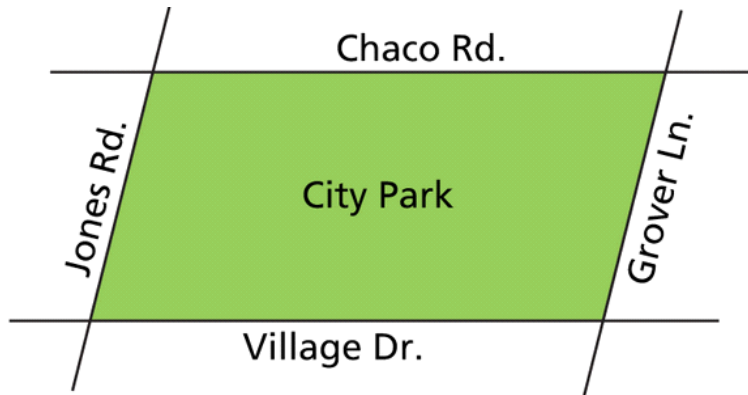 Chaco Rd.
Jones Rd.
City Park
Grover Ln.
Village Dr.